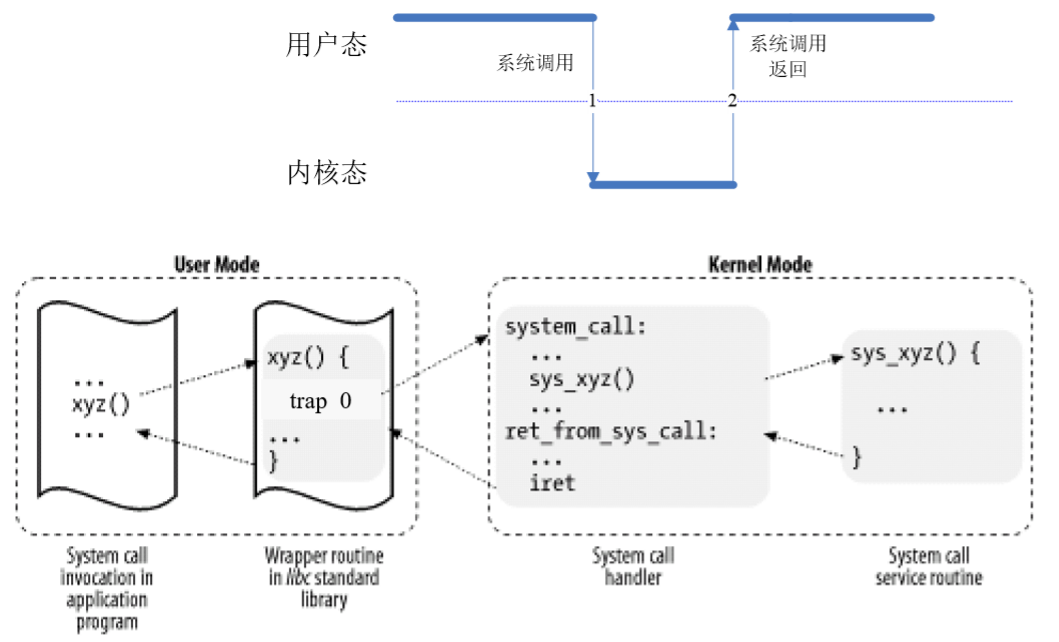 用户态
系统调用
系统调用
返回
1
2
内核态
User Mode
Kernel Mode
...
xyz()
...
xyz() {
trap 0
...
}
system_call:
...
sys_xyz()
...
ret_from_sys_call:
...
iret
sys_xyz() {
...
}
System call
invocation in
application
program
Wrapper routine
in libc standard
library
System call
handler
System call
service routine